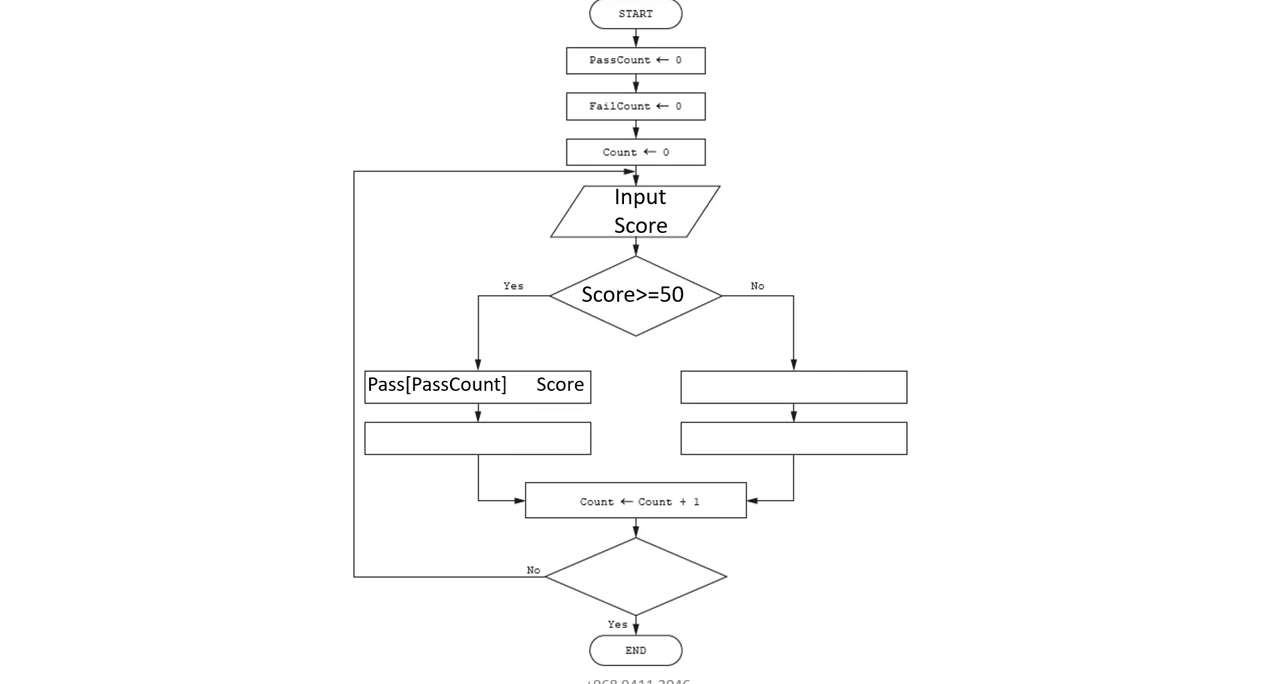 START
PassCount ← 0
FailCount ← 0
Count ← 0
Input
Score
Score>=50
Yes
No
Pass[PassCount] Score
Count ← Count + 1
No
Yes
END